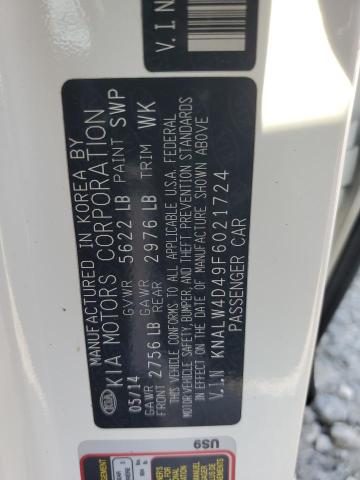 V.I.N
MANUFACTURED IN KOREA BY
KIA MOTORS CORPORATION
05/14 GVWR 5622 LB PAINT SWP
GAWR FRONT 2756 LB GAWR REAR 2976 LB TRIM WK
THIS VEHICLE CONFORMS TO ALL APPLICABLE U.S.A. FEDERAL
MOTOR VEHICLE SAFETY, BUMPER, AND THEFT PREVENTION STANDARDS
IN EFFECT ON THE DATE OF MANUFACTURE SHOWN ABOVE
V.I.N KNALW4D49F6021724
PASSENGER CAR
US9